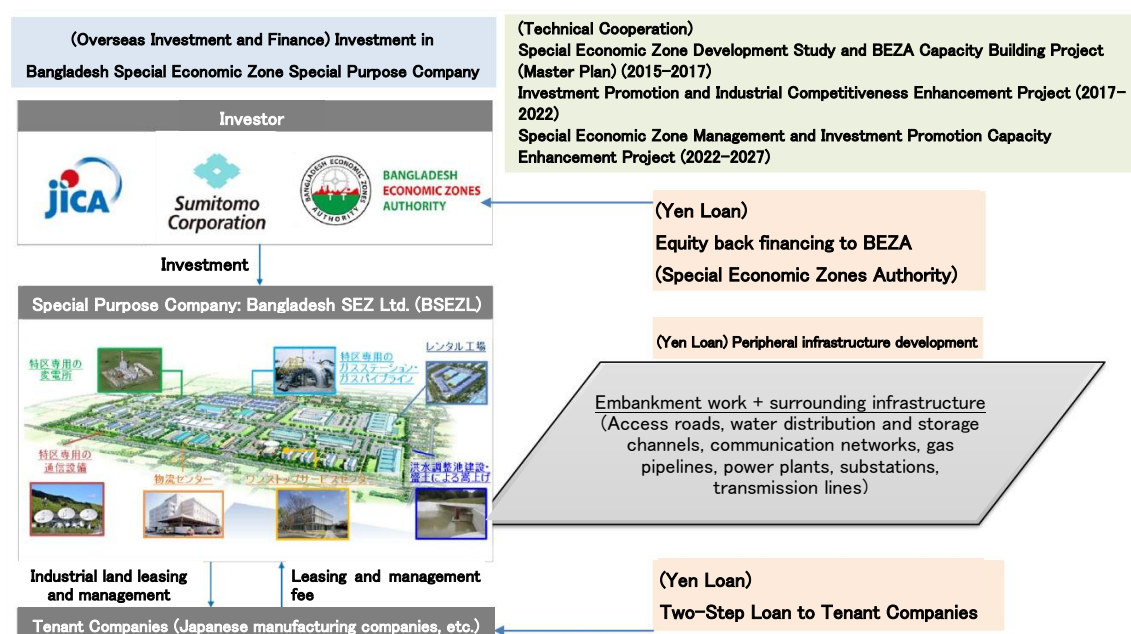 (Overseas Investment and Finance) Investment in
Bangladesh Special Economic Zone Special Purpose Company
(Technical Cooperation)
Special Economic Zone Development Study and BEZA Capacity Building Project
(Master Plan) (2015-2017)
Investment Promotion and Industrial Competitiveness Enhancement Project (2017-
2022)
Special Economic Zone Management and Investment Promotion Capacity
Enhancement Project (2022-2027)
Investor
jICA
Sumitomo
Corporation
BANGLADESH ECONOMIC ZONES
AUTHORITY
BANGLADESH
ECONOMIC ZONES
AUTHORITY
(Yen Loan)
Equity back financing to BEZA
(Special Economic Zones Authority)
Investment
Special Purpose Company: Bangladesh SEZ Ltd. (BSEZL)
特区専用の
変電所
特区専用の
ガスステーション・
ガスパイプライン
レンタル工場
特区専用の
通信設備
物流センター
ワンストップサービスセンター
洪水調整池建設・
盛土による嵩上げ
(Yen Loan) Peripheral infrastructure development
Embankment work + surrounding infrastructure
(Access roads, water distribution and storage
channels, communication networks, gas
pipelines, power plants, substations,
transmission lines)
Industrial land leasing
and management
Leasing and management
fee
(Yen Loan)
Two-Step Loan to Tenant Companies
Tenant Companies (Japanese manufacturing companies, etc.)